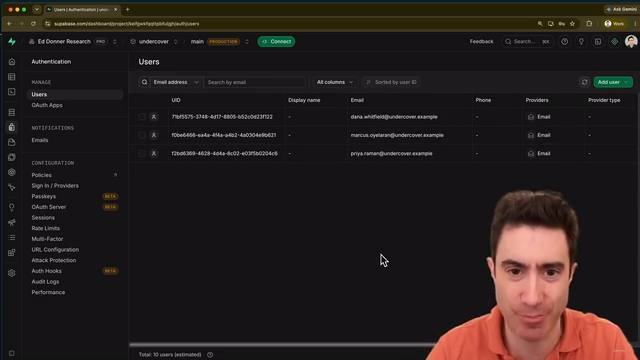 Users | Authentication | undercov
Ask Gemini
supabase.com/dashboard/project/
Work
Ed Donner Research PRO
undercover
main PRODUCTION
Connect
Feedback
Search...
Authentication
Users
MANAGE
Users
OAuth Apps
NOTIFICATIONS
Emails
CONFIGURATION
Policies
Sign In / Providers
Passkeys BETA
OAuth Server BETA
Sessions
Rate Limits
Multi-Factor
URL Configuration
Attack Protection
Auth Hooks BETA
Audit Logs
Performance
Email address
Search by email
All columns
Sorted by user ID
Add user
UID Display name Email Phone Providers Provider type
71bf5575-3748-4d17-8805-b52c0d23f122 - dana.whitfield@undercover.example - Email -
f0be6466-ea4a-4f4a-a4b2-4a0304e9b621 - marcus.oyelaran@undercover.example - Email -
f2bd6369-4628-4d4a-8c02-e03f5b0204c6 - priya.raman@undercover.example - Email -
Total: 10 users (estimated)